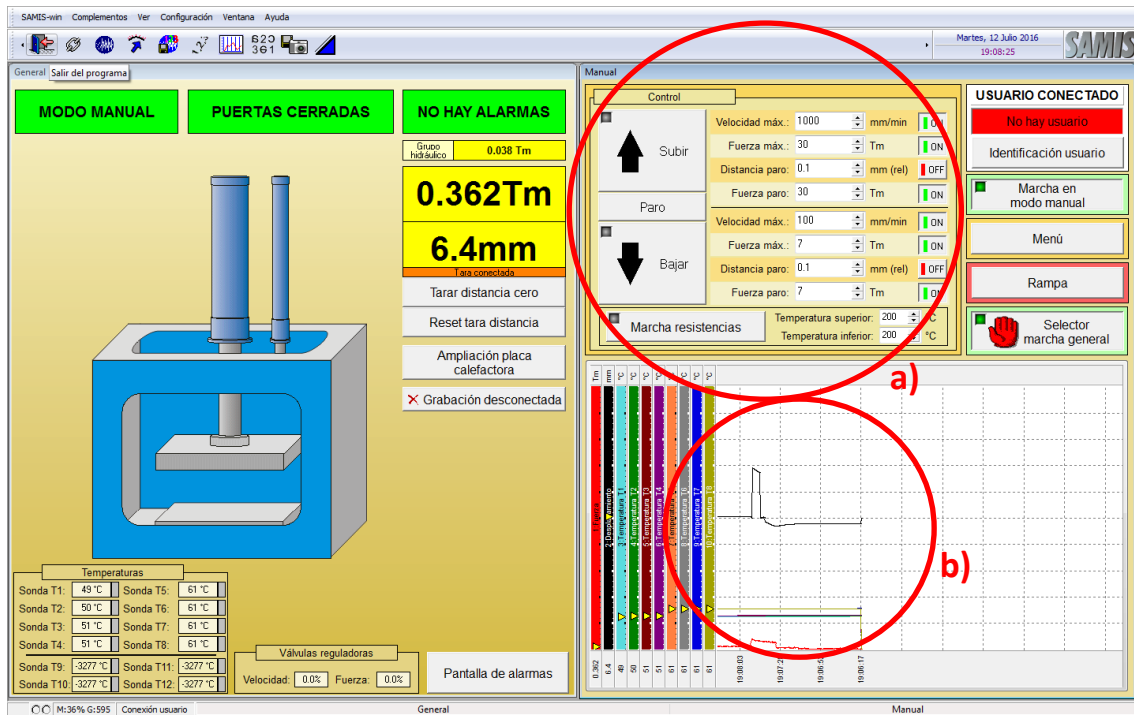 SAMIS-win Complementos Ver Configuración Ventana Ayuda
623
361
Martes, 12 Julio 2016
19:08:25
SAMIS
General
Salir del programa
MODO MANUAL
PUERTAS CERRADAS
NO HAY ALARMAS
Grupo
hidráulico
0.038 Tm
0.362Tm
6.4mm
Tara conectada
Tarar distancia cero
Reset tara distancia
Ampliación placa
calefactora
Grabación desconectada
Temperaturas
Sonda T1: 49 °C Sonda T5: 61 °C
Sonda T2: 50 °C Sonda T6: 61 °C
Sonda T3: 51 °C Sonda T7: 61 °C
Sonda T4: 51 °C Sonda T8: 61 °C
Sonda T9: -3277 °C Sonda T11: -3277 °C
Sonda T10: -3277 °C Sonda T12: -3277 °C
Válvulas reguladoras
Velocidad: 0.0% Fuerza: 0.0%
Pantalla de alarmas
Manual
Control
Subir
Paro
Bajar
Velocidad máx.: 1000 mm/min ON
Fuerza máx.: 30 Tm ON
Distancia paro: 0.1 mm (rel) OFF
Fuerza paro: 30 Tm ON
Velocidad máx.: 100 mm/min ON
Fuerza máx.: 7 Tm ON
Distancia paro: 0.1 mm (rel) OFF
Fuerza paro: 7 Tm ON
Marcha resistencias
Temperatura superior: 200 °C
Temperatura inferior: 200 °C
USUARIO CONECTADO
No hay usuario
Identificación usuario
Marcha en
modo manual
Menú
Rampa
Selector
marcha general
a)
b)
Tm mm °C °C °C °C °C °C °C °C
1:Fuerza
2:Desplazamiento
3:Temperatura T1
4:Temperatura T2
5:Temperatura T3
6:Temperatura T4
8:Temperatura T6
9:Temperatura T7
10:Temperatura T8
0.362 6.4 49 50 51 51 61 61 61 61
19:08:03
19:06:17
M:36% G:595 Conexión usuario General Manual